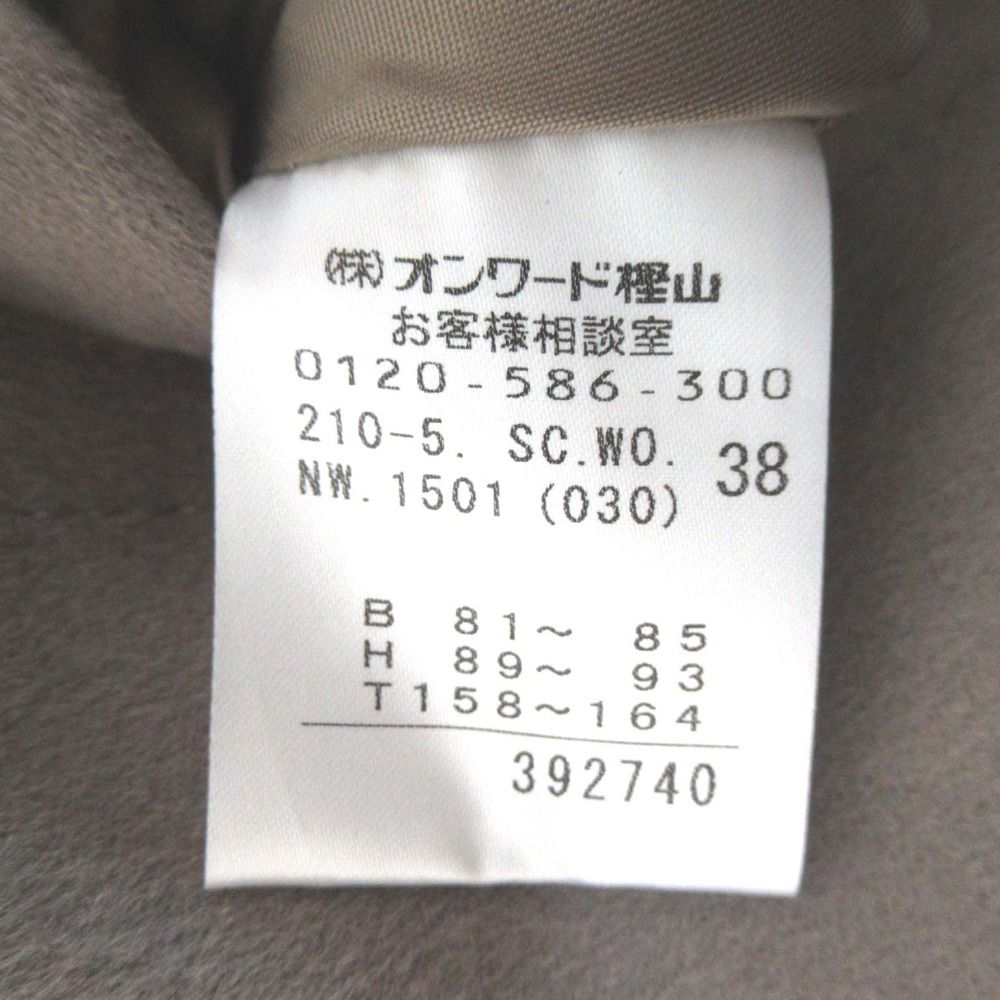 (株)オンワード樫山
お客様相談室
0120-586-300
210-5. SC.WO. 38
NW.1501 (030)
B 81～ 85
H 89～ 93
T158～164
392740